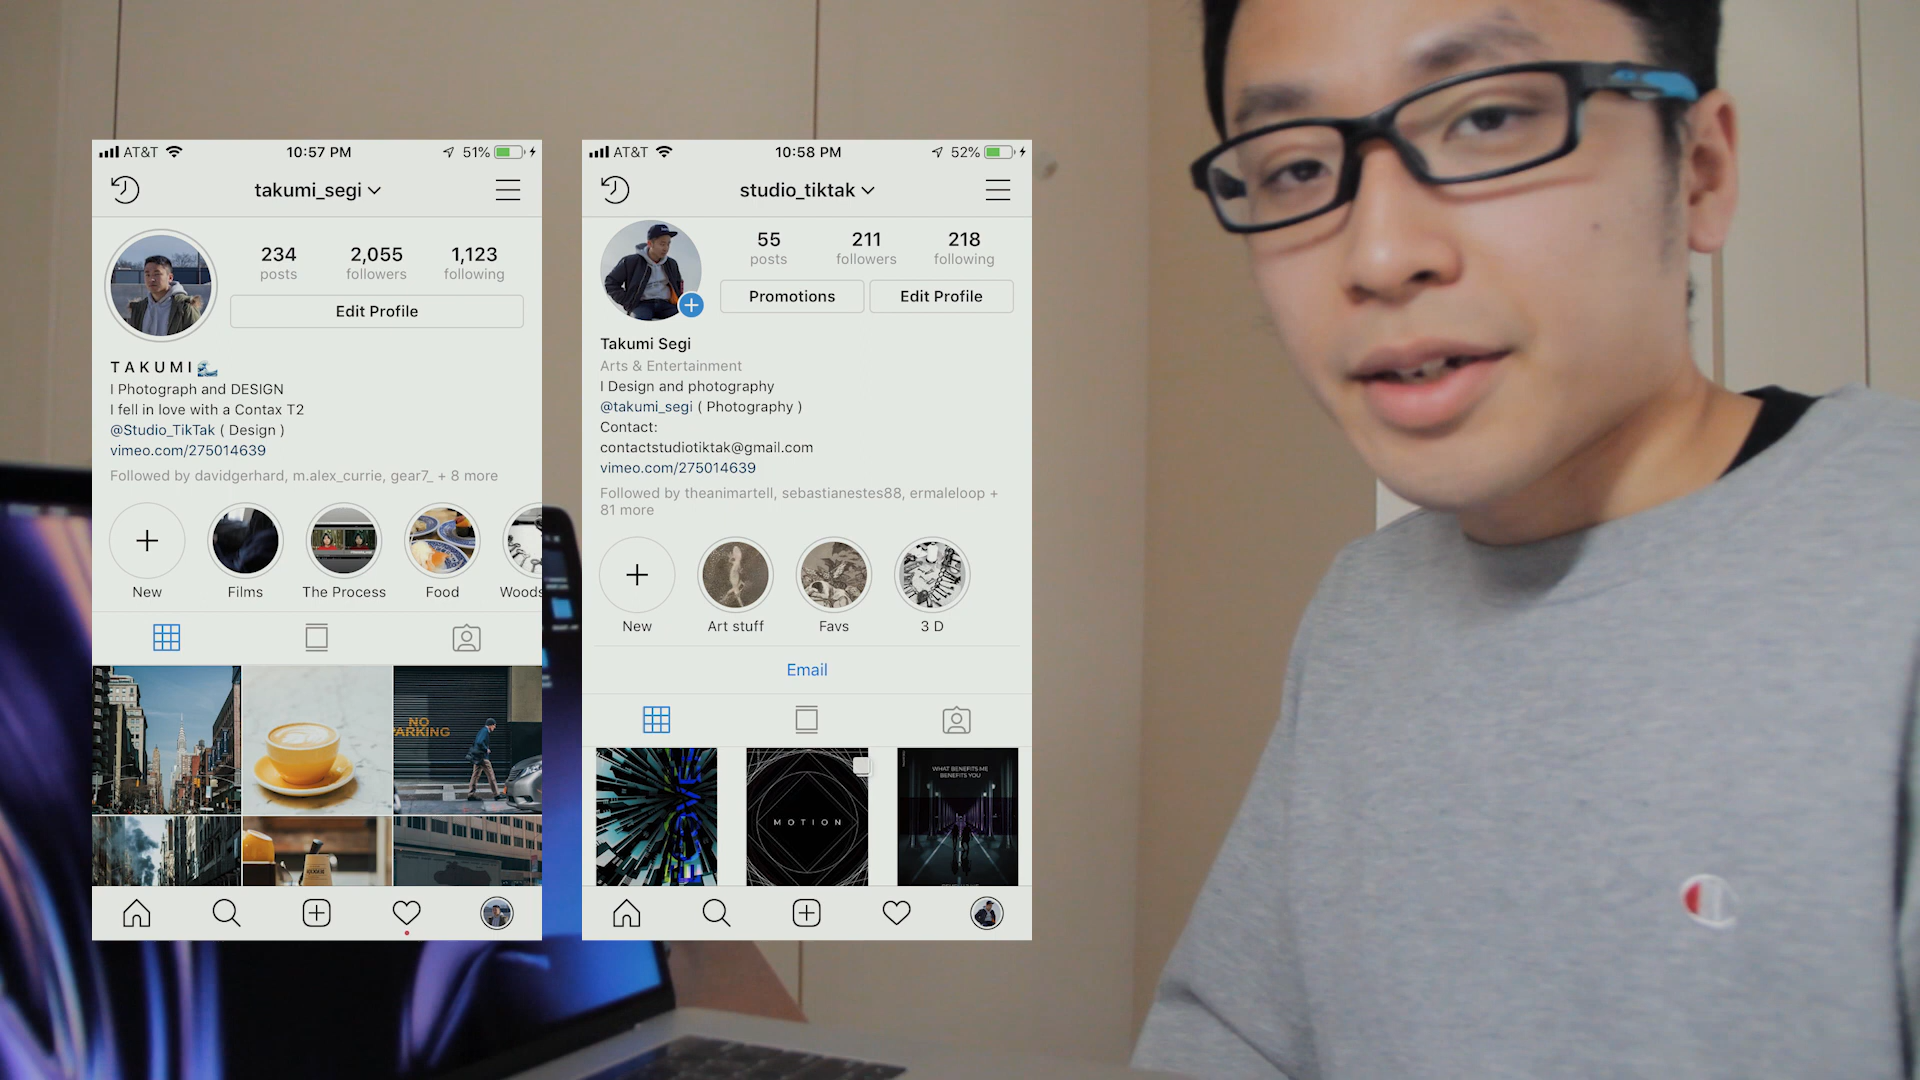 AT&T 10:57 PM 51%
takumi_segi
234 2,055 1,123
posts followers following
Edit Profile
T A K U M I
I Photograph and DESIGN
I fell in love with a Contax T2
@Studio_TikTak ( Design )
vimeo.com/275014639
Followed by davidgerhard, m.alex_currie, gear7_ + 8 more
New Films The Process Food Woods
NO
PARKING
AT&T 10:58 PM 52%
studio_tiktak
55 211 218
posts followers following
Promotions Edit Profile
Takumi Segi
Arts & Entertainment
I Design and photography
@takumi_segi ( Photography )
Contact:
contactstudiotiktak@gmail.com
vimeo.com/275014639
Followed by theanimartell, sebastianestes88, ermaleloop +
81 more
New Art stuff Favs 3 D
Email
MOTION
WHAT BENEFITS ME
BENEFITS YOU